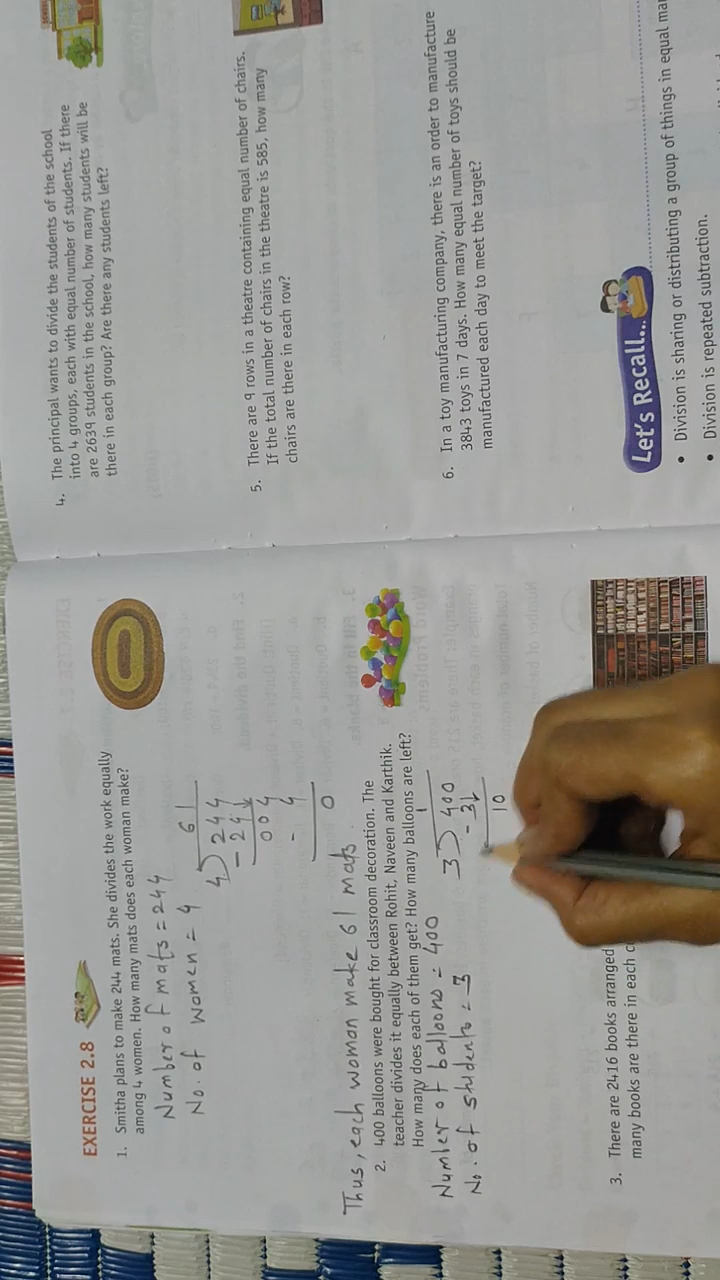 EXERCISE 2.8
1. Smitha plans to make 244 mats. She divides the work equally
among 4 women. How many mats does each woman make?
Number of mats = 244
No. of women = 4
61
4) 244
- 24↓
004
- 4
0
Thus, each woman make 61 mats.
2. 400 balloons were bought for classroom decoration. The
teacher divides it equally between Rohit, Naveen and Karthik.
How many does each of them get? How many balloons are left?
Number of balloons = 400
No. of students = 3
1
3) 400
- 3↓
10
3. There are 2416 books arranged
many books are there in each
4. The principal wants to divide the students of the school
into 4 groups, each with equal number of students. If there
are 2639 students in the school, how many students will be
there in each group? Are there any students left?
5. There are 9 rows in a theatre containing equal number of chairs.
If the total number of chairs in the theatre is 585, how many
chairs are there in each row?
6. In a toy manufacturing company, there is an order to manufacture
3843 toys in 7 days. How many equal number of toys should be
manufactured each day to meet the target?
Let's Recall...
• Division is sharing or distributing a group of things in equal
• Division is repeated subtraction.